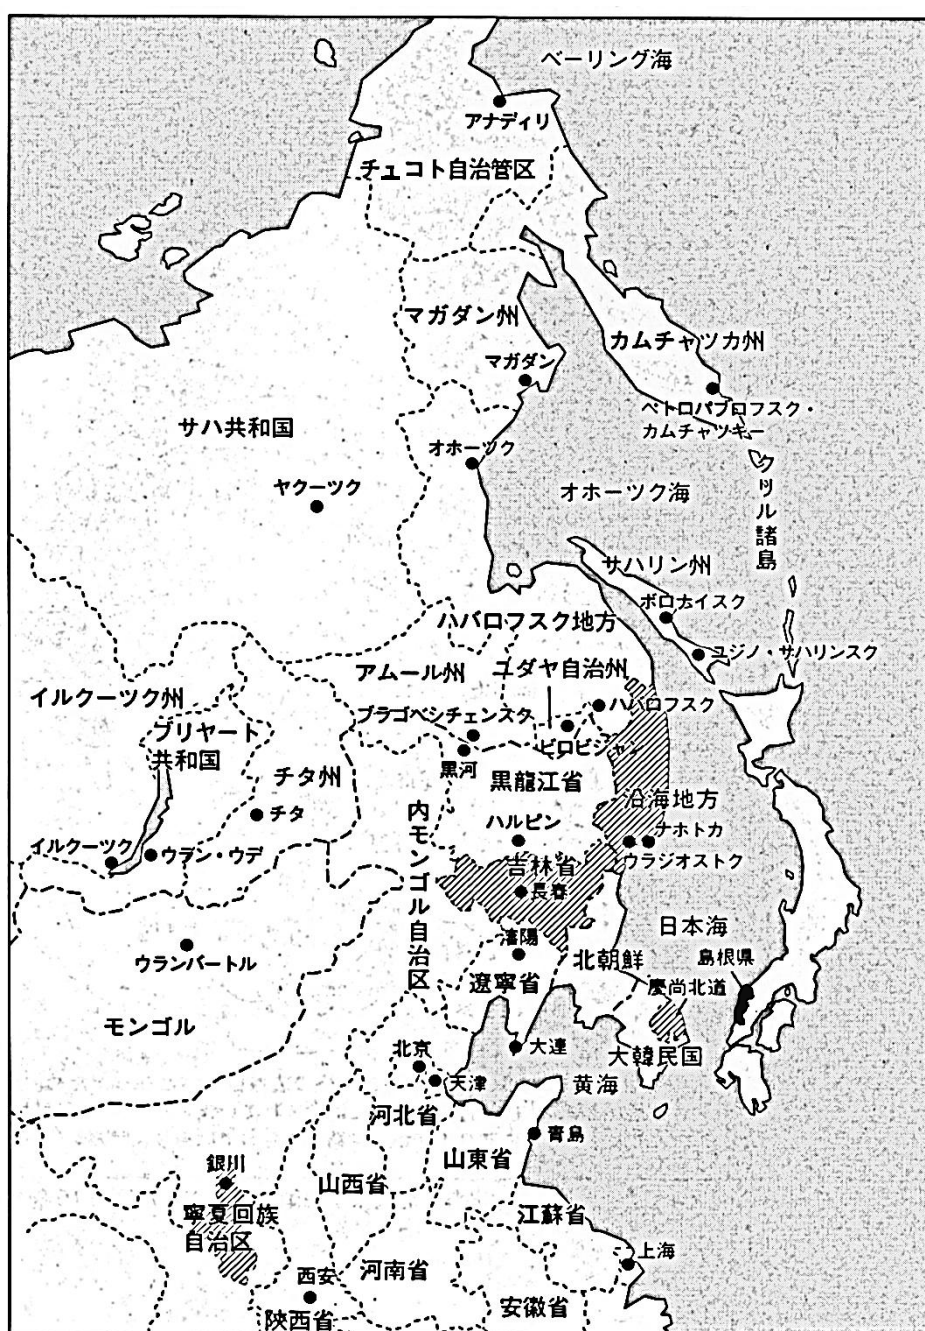 ベーリング海
アナディリ
チュコト自治管区
マガダン州
カムチャツカ州
マガダン
ペトロパブロフスク・
カムチャツキー
サハ共和国
オホーツク
クリル諸島
ヤクーツク
オホーツク海
サハリン州
ポロナイスク
ハバロフスク地方
ユジノ・サハリンスク
アムール州
ユダヤ自治州
イルクーツク州
ハバロフスク
ブラゴベシチェンスク
ブリヤート
共和国
ビロビジャン
黒河
チタ州
黒龍江省
沿海地方
内モンゴル自治区
チタ
ハルビン
ナホトカ
イルクーツク
ウラン・ウデ
ウラジオストク
吉林省
長春
日本海
瀋陽
島根県
ウランバートル
北朝鮮
遼寧省
慶尚北道
モンゴル
北京
大連
大韓民国
天津
黄海
河北省
青島
山東省
銀川
山西省
寧夏回族
自治区
江蘇省
上海
西安
河南省
安徽省
陝西省